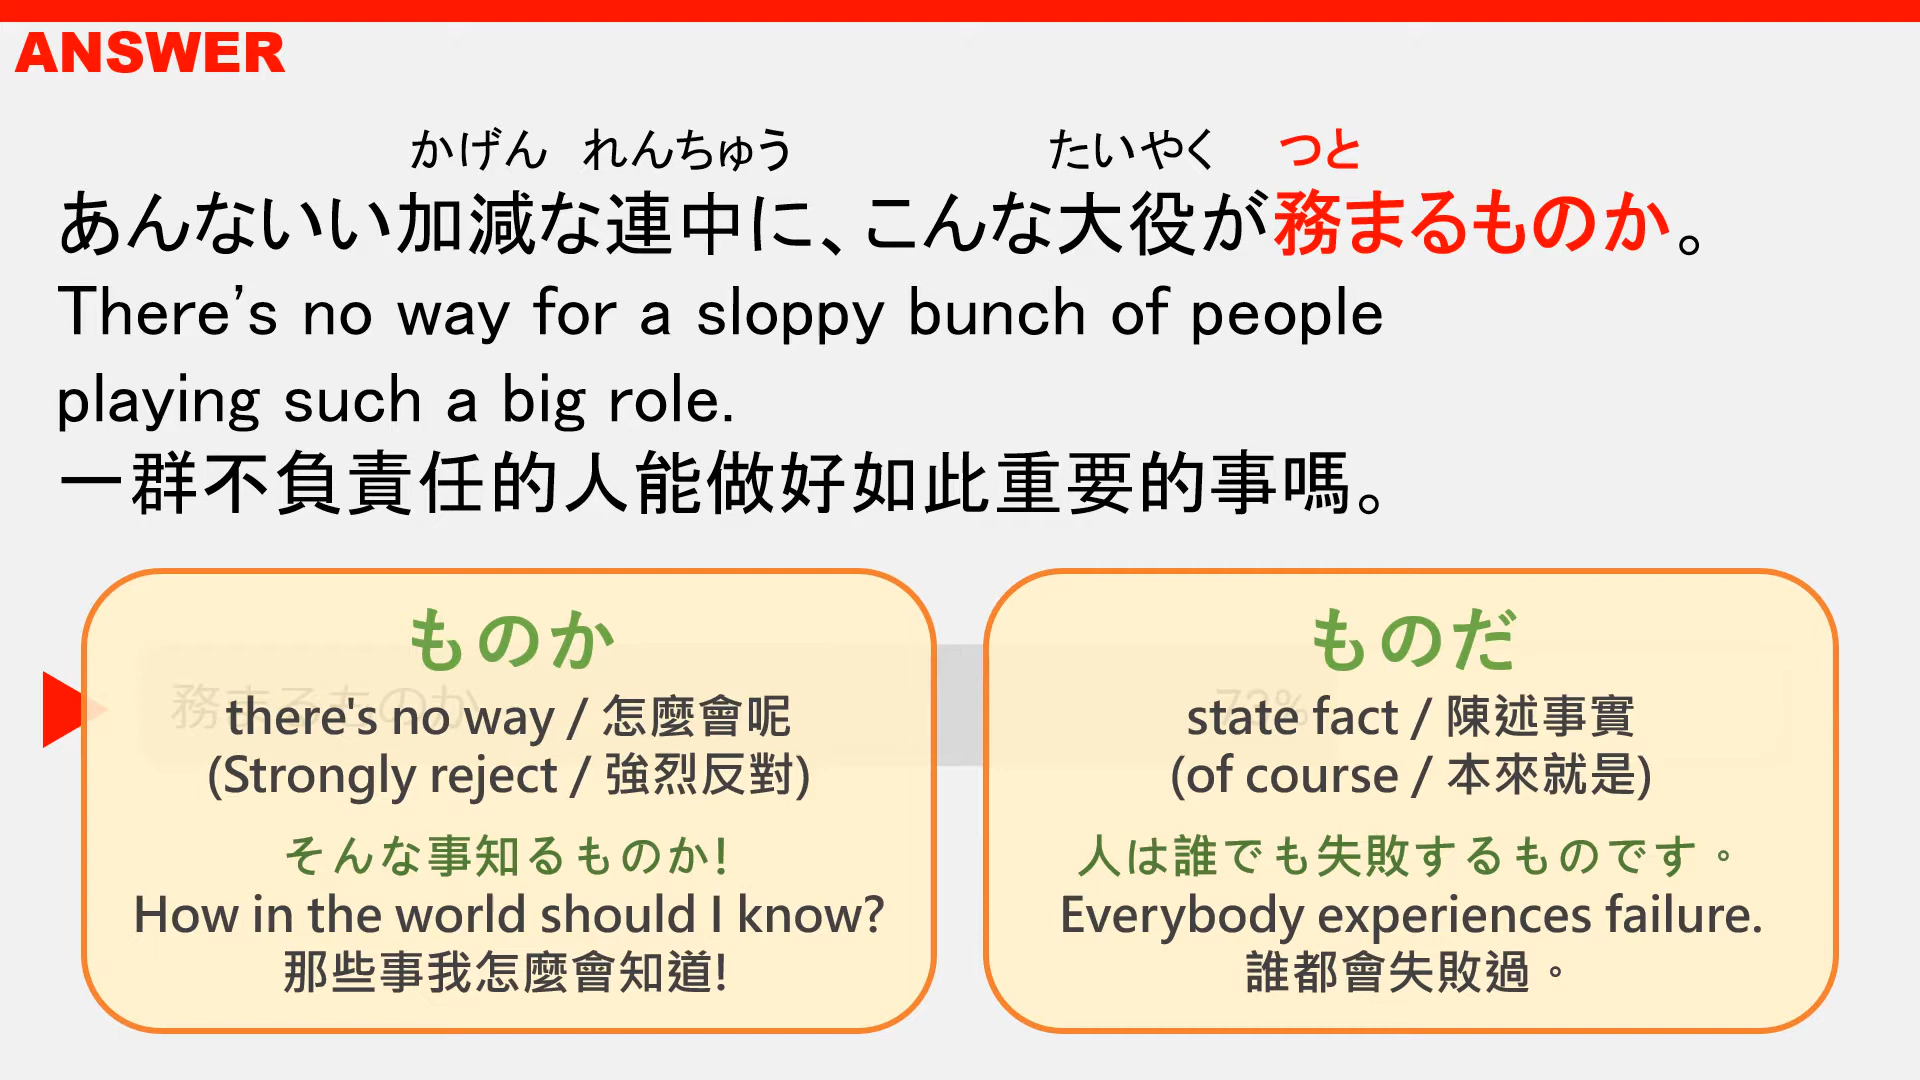 ANSWER
かげん れんちゅう たいやく つと
あんないい加減な連中に、こんな大役が務まるものか。
There's no way for a sloppy bunch of people
playing such a big role.
一群不負責任的人能做好如此重要的事嗎。
ものか
務まるものか
there's no way / 怎麼會呢
(Strongly reject / 強烈反對)
そんな事知るものか!
How in the world should I know?
那些事我怎麼會知道!
ものだ
73%
state fact / 陳述事實
(of course / 本來就是)
人は誰でも失敗するものです。
Everybody experiences failure.
誰都會失敗過。